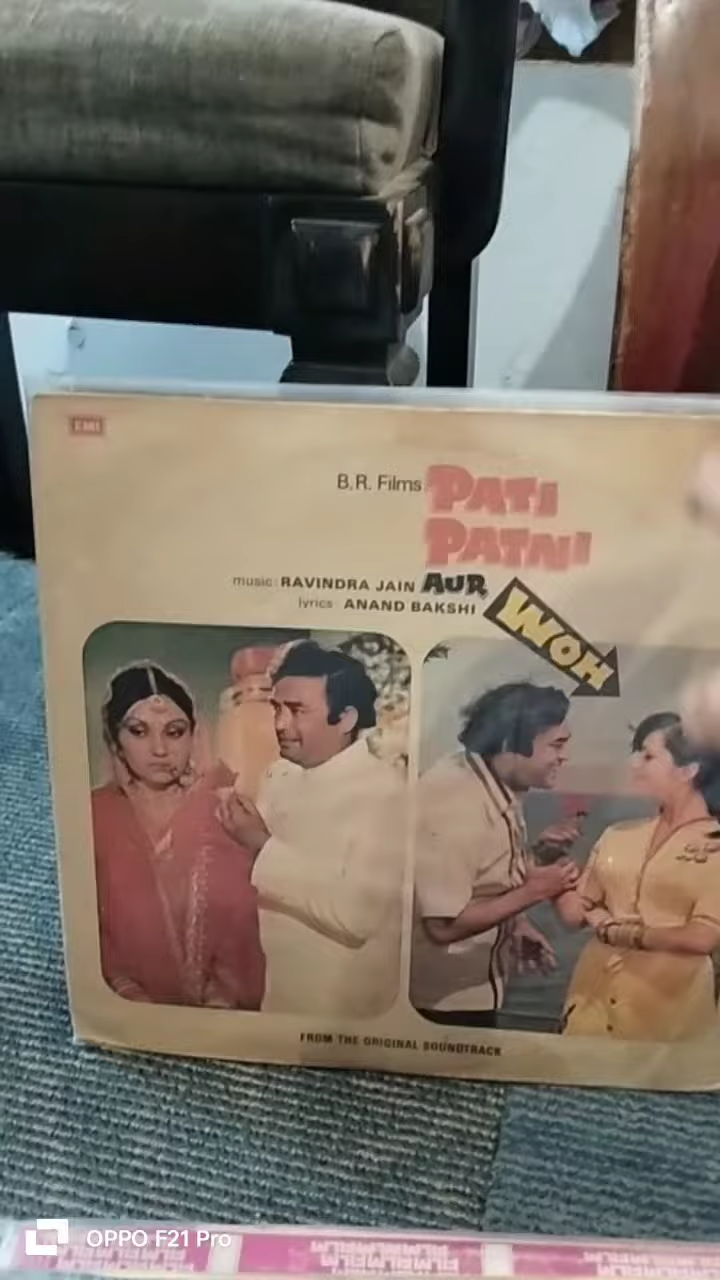 EMI
B.R. Films PATI
PATNI
music: RAVINDRA JAIN AUR
lyrics ANAND BAKSHI WOH
FROM THE ORIGINAL SOUNDTRACK
OPPO F21 Pro